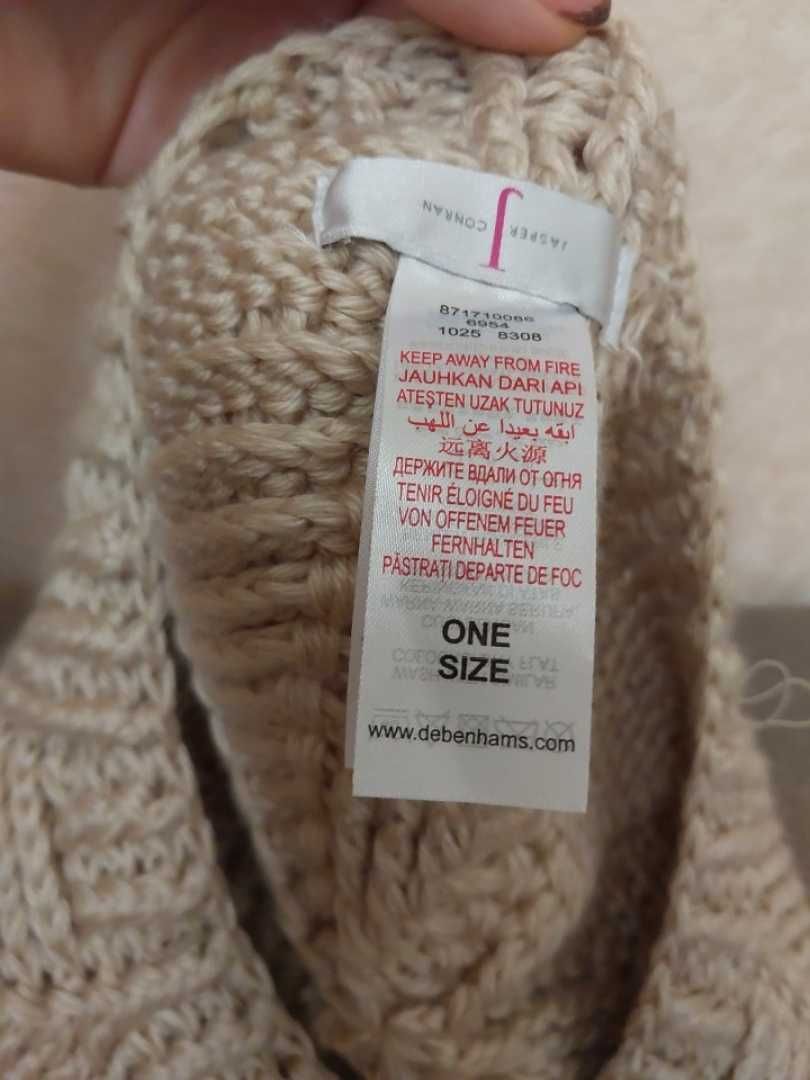 JASPER CONRAN
J
871710086
6954
1025 8308
KEEP AWAY FROM FIRE
JAUHKAN DARI API
ATEŞTEN UZAK TUTUNUZ
ابقه بعيدا عن اللهب
远离火源
ДЕРЖИТЕ ВДАЛИ ОТ ОГНЯ
TENIR ÉLOIGNÉ DU FEU
VON OFFENEM FEUER
FERNHALTEN
PĂSTRAȚI DEPARTE DE FOC
ONE
SIZE
www.debenhams.com